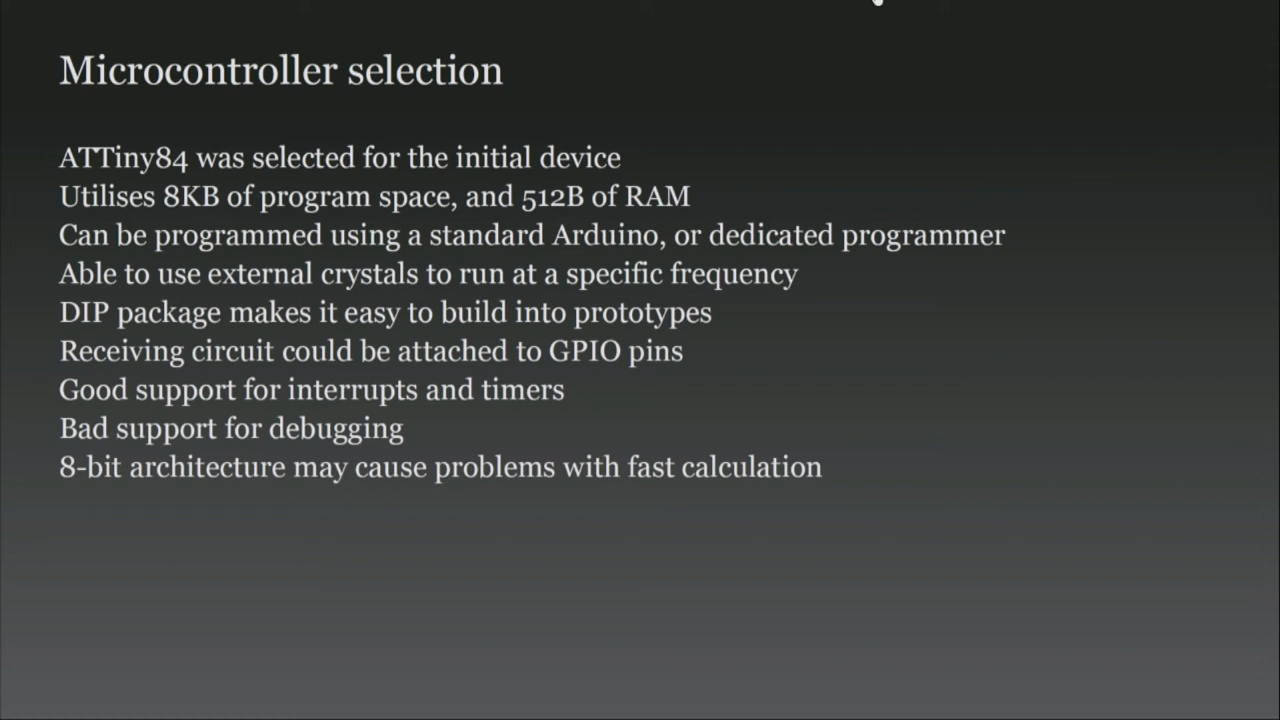 Microcontroller selection
ATTiny84 was selected for the initial device
Utilises 8KB of program space, and 512B of RAM
Can be programmed using a standard Arduino, or dedicated programmer
Able to use external crystals to run at a specific frequency
DIP package makes it easy to build into prototypes
Receiving circuit could be attached to GPIO pins
Good support for interrupts and timers
Bad support for debugging
8-bit architecture may cause problems with fast calculation